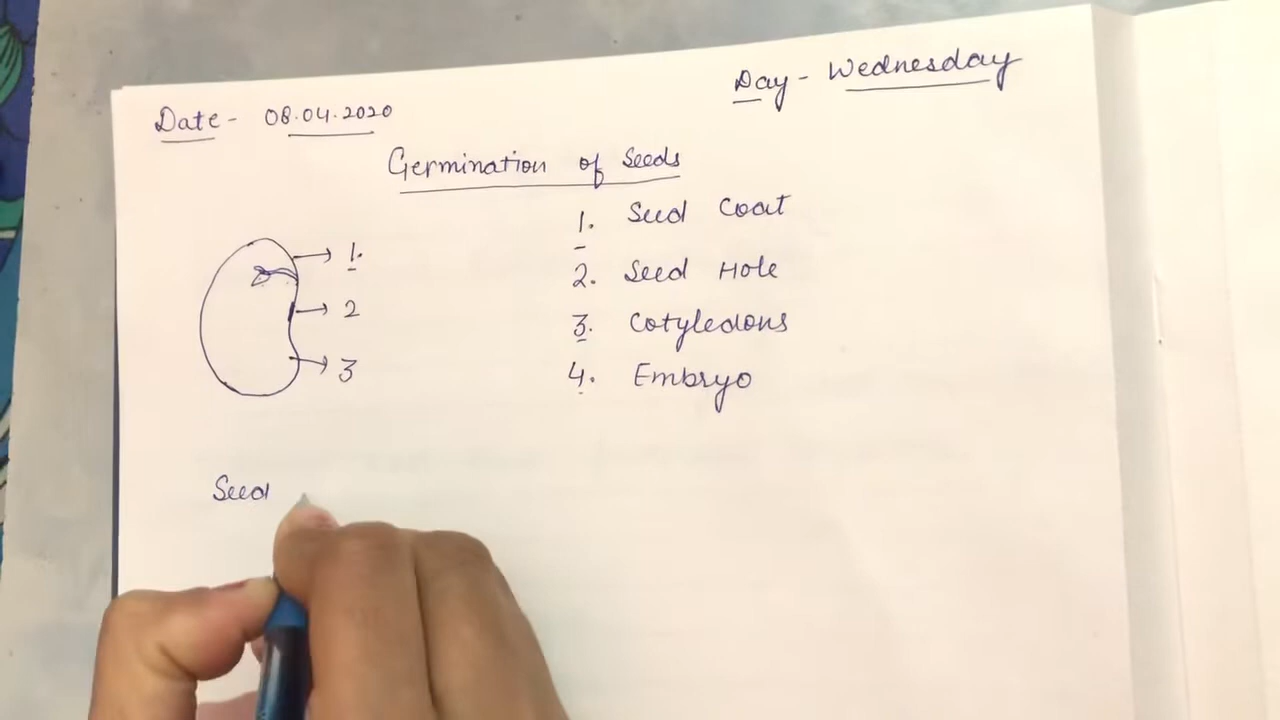 Day - Wednesday
Date - 08.04.2020
Germination of Seeds
1. Seed Coat
1.
2. Seed Hole
2
3. Cotyledons
3
4. Embryo
Seed